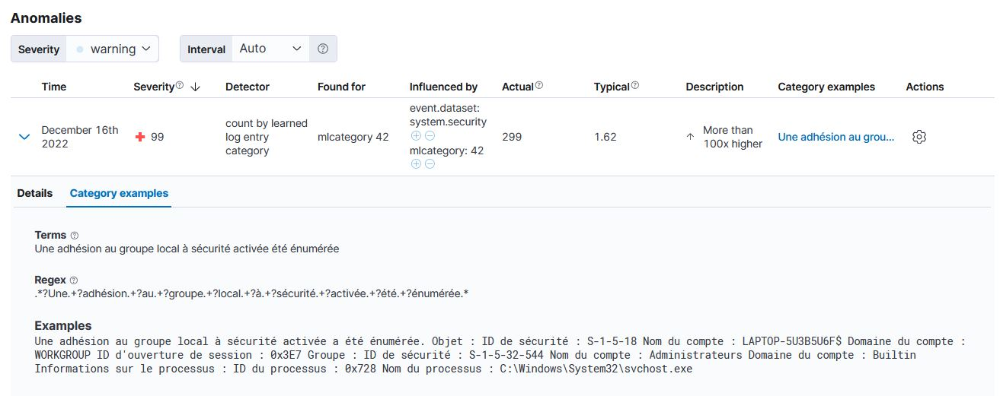 Anomalies
Severity warning Interval Auto
Time Severity Detector Found for Influenced by Actual Typical Description Category examples Actions
December 16th 2022 99 count by learned log entry category mlcategory 42 event.dataset: system.security mlcategory: 42 299 1.62 More than 100x higher Une adhésion au grou...
Details Category examples
Terms
Une adhésion au groupe local à sécurité activée été énumérée
Regex
.*?Une.+?adhésion.+?au.+?groupe.+?local.+?à.+?sécurité.+?activée.+?été.+?énumérée.*
Examples
Une adhésion au groupe local à sécurité activée a été énumérée. Objet : ID de sécurité : S-1-5-18 Nom du compte : LAPTOP-5U3B5U6F$ Domaine du compte :
WORKGROUP ID d'ouverture de session : 0x3E7 Groupe : ID de sécurité : S-1-5-32-544 Nom du compte : Administrateurs Domaine du compte : Builtin
Informations sur le processus : ID du processus : 0x728 Nom du processus : C:\Windows\System32\svchost.exe